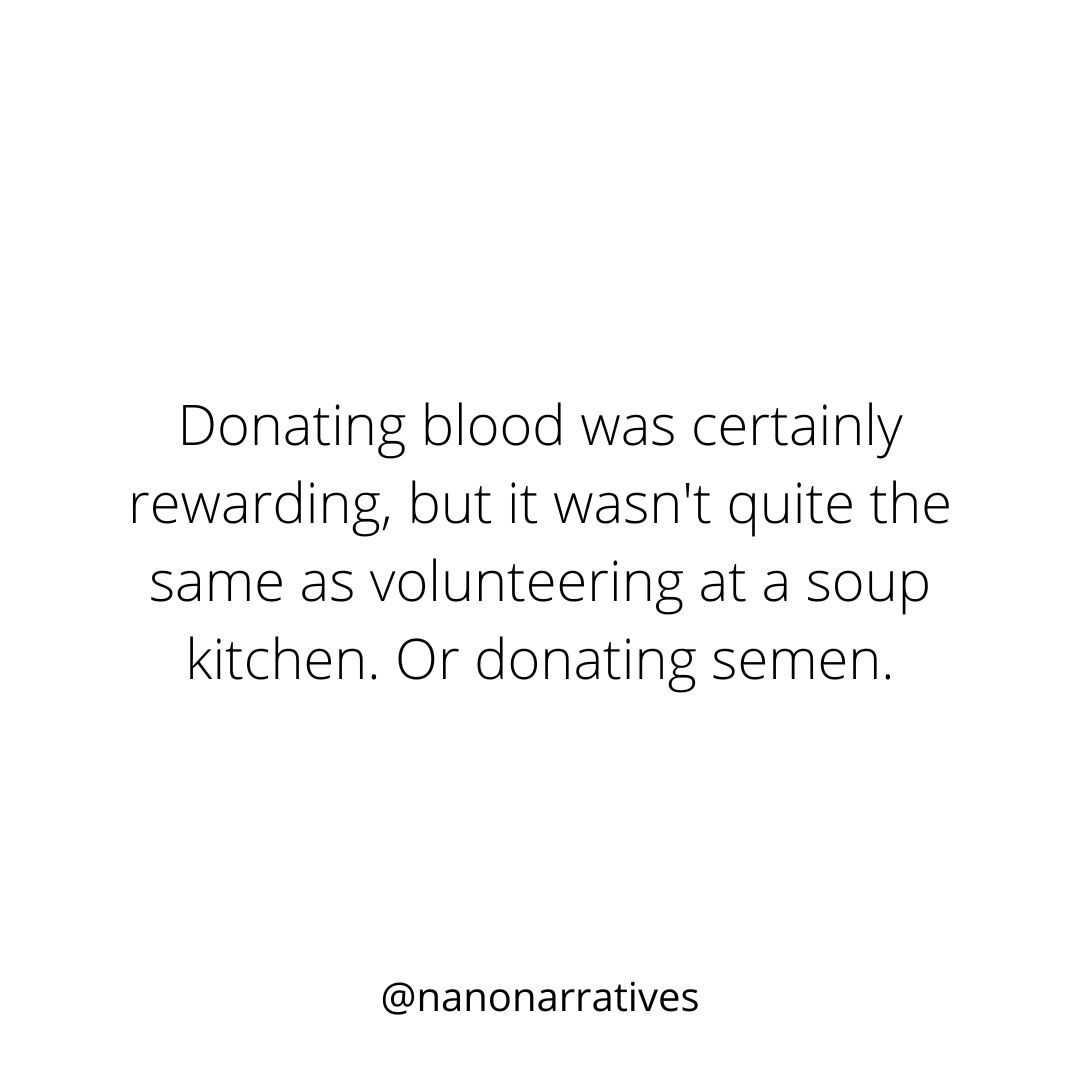 Donating blood was certainly
rewarding, but it wasn't quite the
same as volunteering at a soup
kitchen. Or donating semen.
@nanonarratives